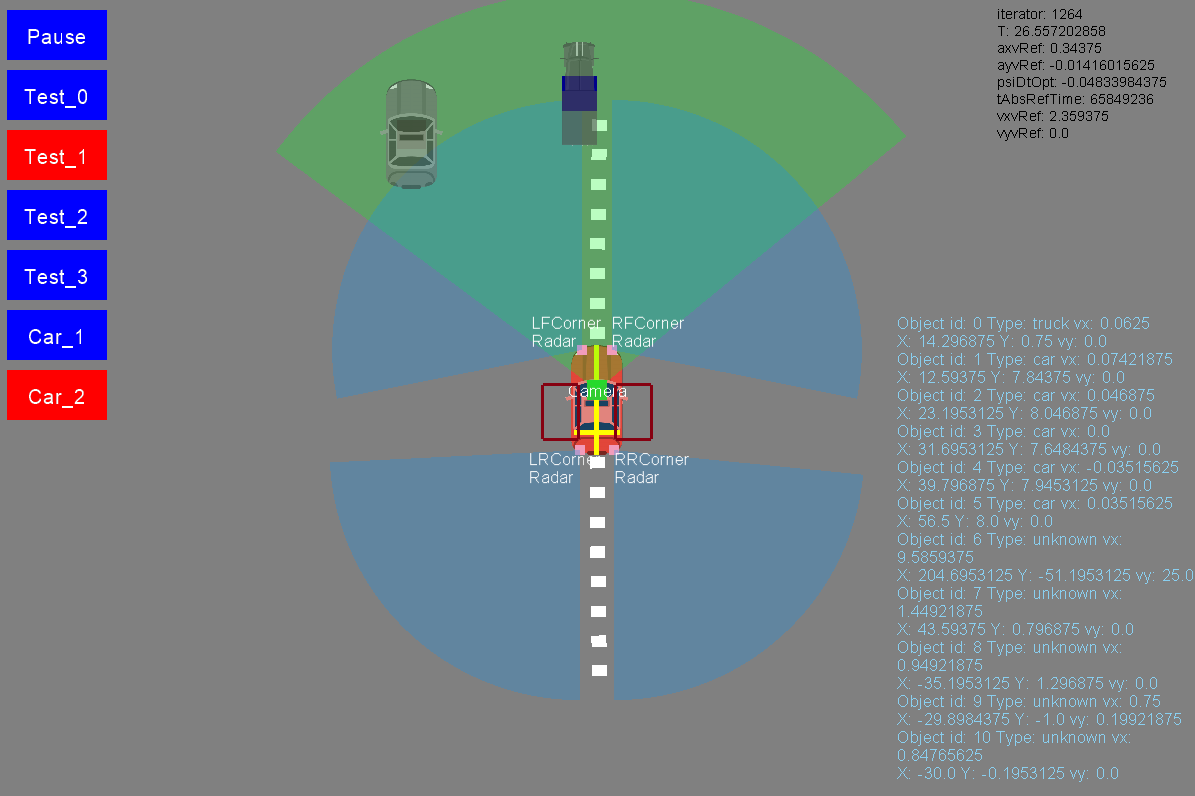 Pause
Test_0
Test_1
Test_2
Test_3
Car_1
Car_2
iterator: 1264
T: 26.557202858
axvRef: 0.34375
ayvRef: -0.01416015625
psiDtOpt: -0.04833984375
tAbsRefTime: 65849236
vxvRef: 2.359375
vyvRef: 0.0
LFCorner
Radar
RFCorner
Radar
Camera
LRCorner
Radar
RRCorner
Radar
Object id: 0 Type: truck vx: 0.0625
X: 14.296875 Y: 0.75 vy: 0.0
Object id: 1 Type: car vx: 0.07421875
X: 12.59375 Y: 7.84375 vy: 0.0
Object id: 2 Type: car vx: 0.046875
X: 23.1953125 Y: 8.046875 vy: 0.0
Object id: 3 Type: car vx: 0.0
X: 31.6953125 Y: 7.6484375 vy: 0.0
Object id: 4 Type: car vx: -0.03515625
X: 39.796875 Y: 7.9453125 vy: 0.0
Object id: 5 Type: car vx: 0.03515625
X: 56.5 Y: 8.0 vy: 0.0
Object id: 6 Type: unknown vx:
9.5859375
X: 204.6953125 Y: -51.1953125 vy: 25.0
Object id: 7 Type: unknown vx:
1.44921875
X: 43.59375 Y: 0.796875 vy: 0.0
Object id: 8 Type: unknown vx:
0.94921875
X: -35.1953125 Y: 1.296875 vy: 0.0
Object id: 9 Type: unknown vx: 0.75
X: -29.8984375 Y: -1.0 vy: 0.19921875
Object id: 10 Type: unknown vx:
0.84765625
X: -30.0 Y: -0.1953125 vy: 0.0